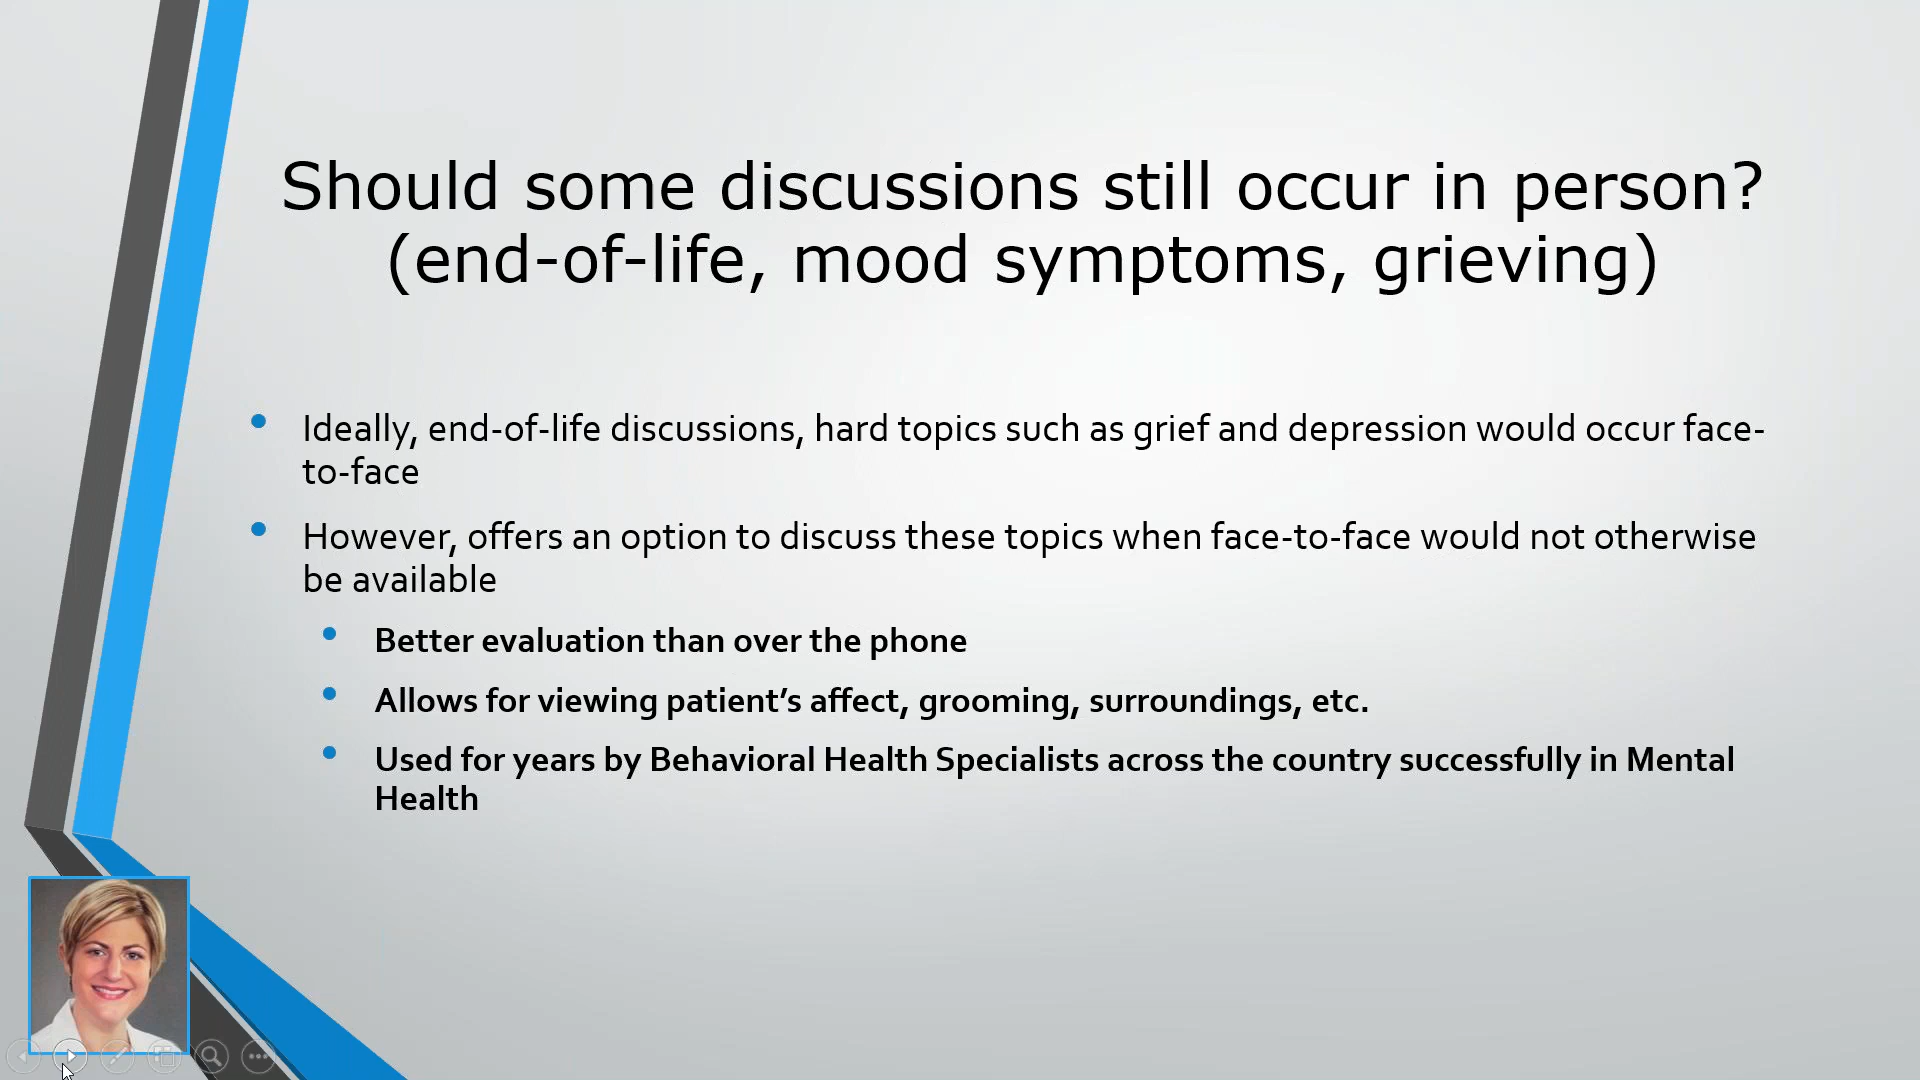 Should some discussions still occur in person?
(end-of-life, mood symptoms, grieving)
Ideally, end-of-life discussions, hard topics such as grief and depression would occur face-
to-face
However, offers an option to discuss these topics when face-to-face would not otherwise
be available
Better evaluation than over the phone
Allows for viewing patient’s affect, grooming, surroundings, etc.
Used for years by Behavioral Health Specialists across the country successfully in Mental
Health